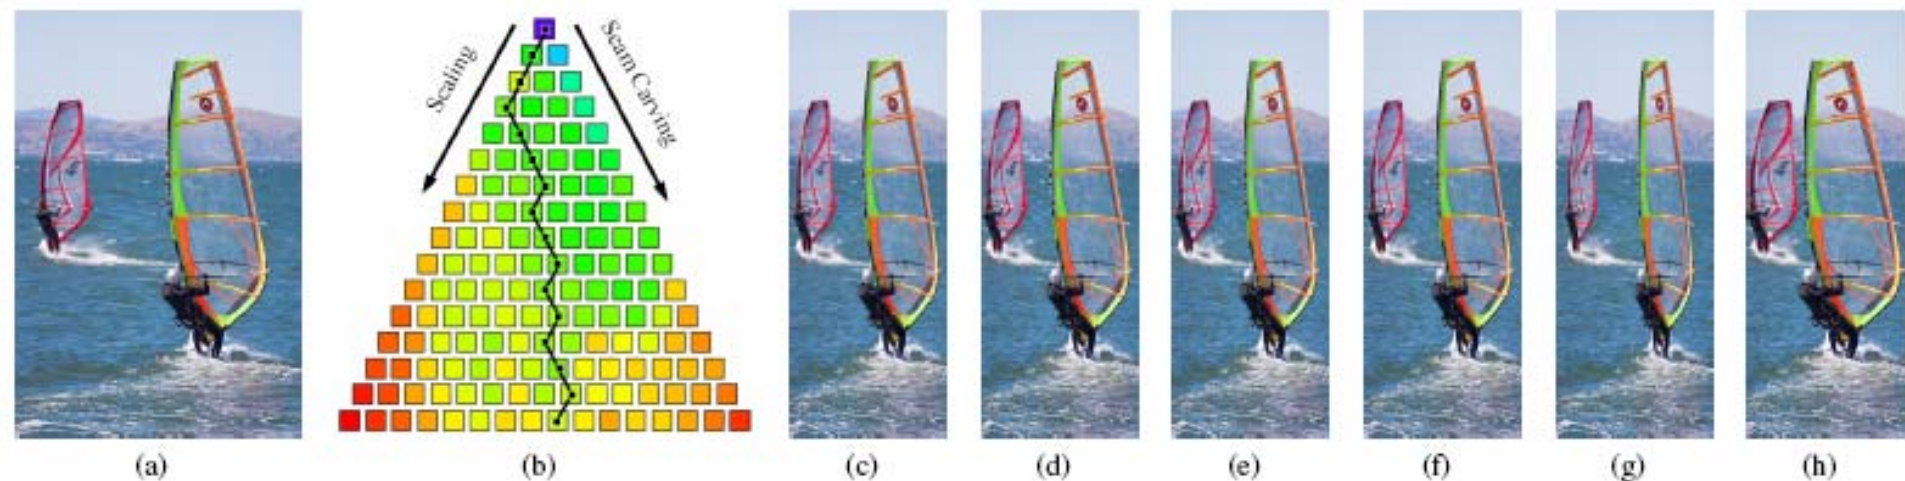 Scaling
Seam Carving
(a)
(b)
(c)
(d)
(e)
(f)
(g)
(h)